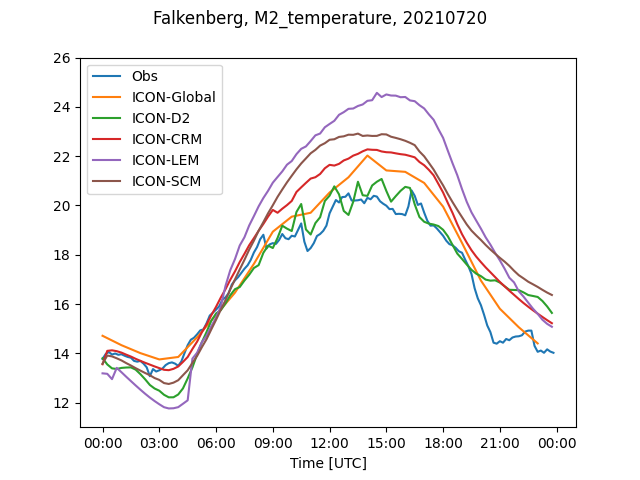 Falkenberg, M2_temperature, 20210720
26
24
22
20
18
16
14
12
Obs
ICON-Global
ICON-D2
ICON-CRM
ICON-LEM
ICON-SCM
00:00 03:00 06:00 09:00 12:00 15:00 18:00 21:00 00:00
Time [UTC]